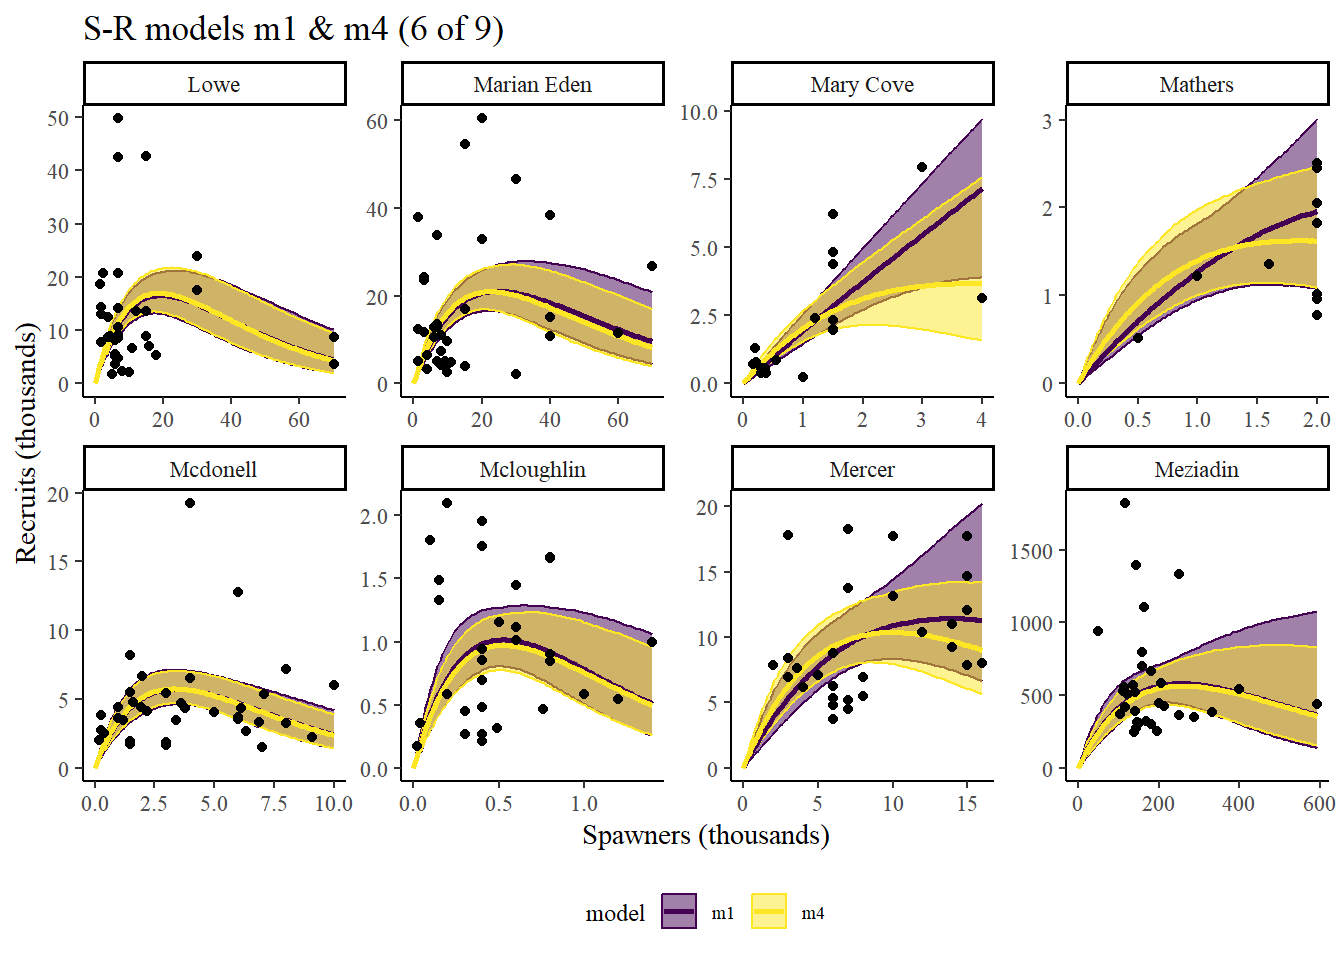 S-R models m1 & m4 (6 of 9)
Lowe
Marian Eden
Mary Cove
Mathers
50
40
30
20
10
0
60
40
20
0
10.0
7.5
5.0
2.5
0.0
3
2
1
0
0 20 40 60
0 20 40 60
0 1 2 3 4
0.0 0.5 1.0 1.5 2.0
Recruits (thousands)
Mcdonell
Mcloughlin
Mercer
Meziadin
20
15
10
5
0
2.0
1.5
1.0
0.5
0.0
20
15
10
5
0
1500
1000
500
0
0.0 2.5 5.0 7.5 10.0
0.0 0.5 1.0
0 5 10 15
0 200 400 600
Spawners (thousands)
model m1 m4